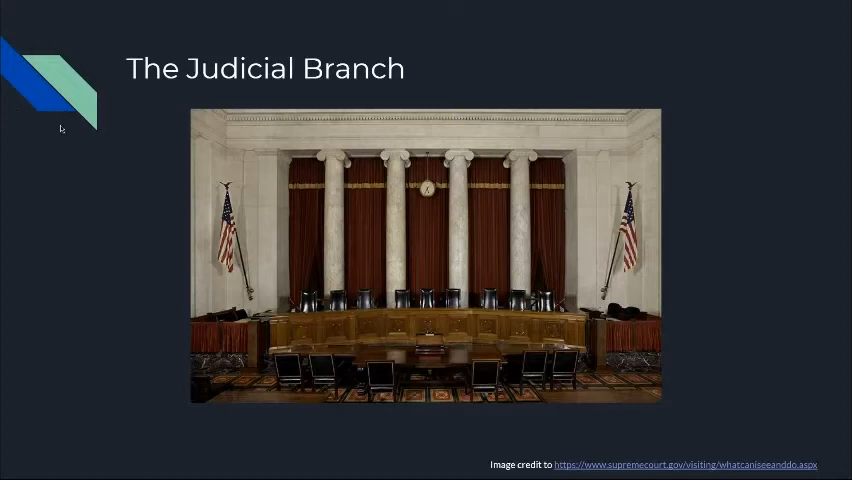 The Judicial Branch
Image credit to https://www.supremecourt.gov/visiting/whatcaniseeanddo.aspx